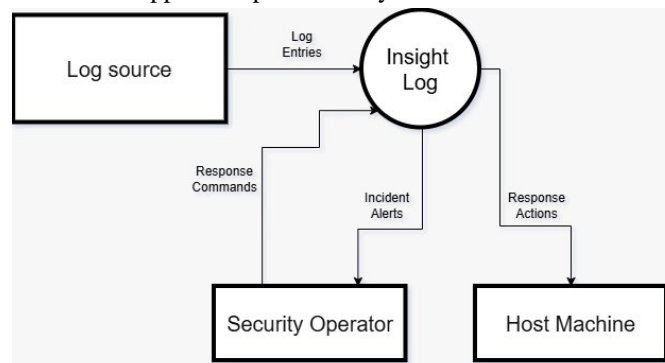 Log source
Log
Entries
Insight
Log
Response
Commands
Incident
Alerts
Response
Actions
Security Operator
Host Machine